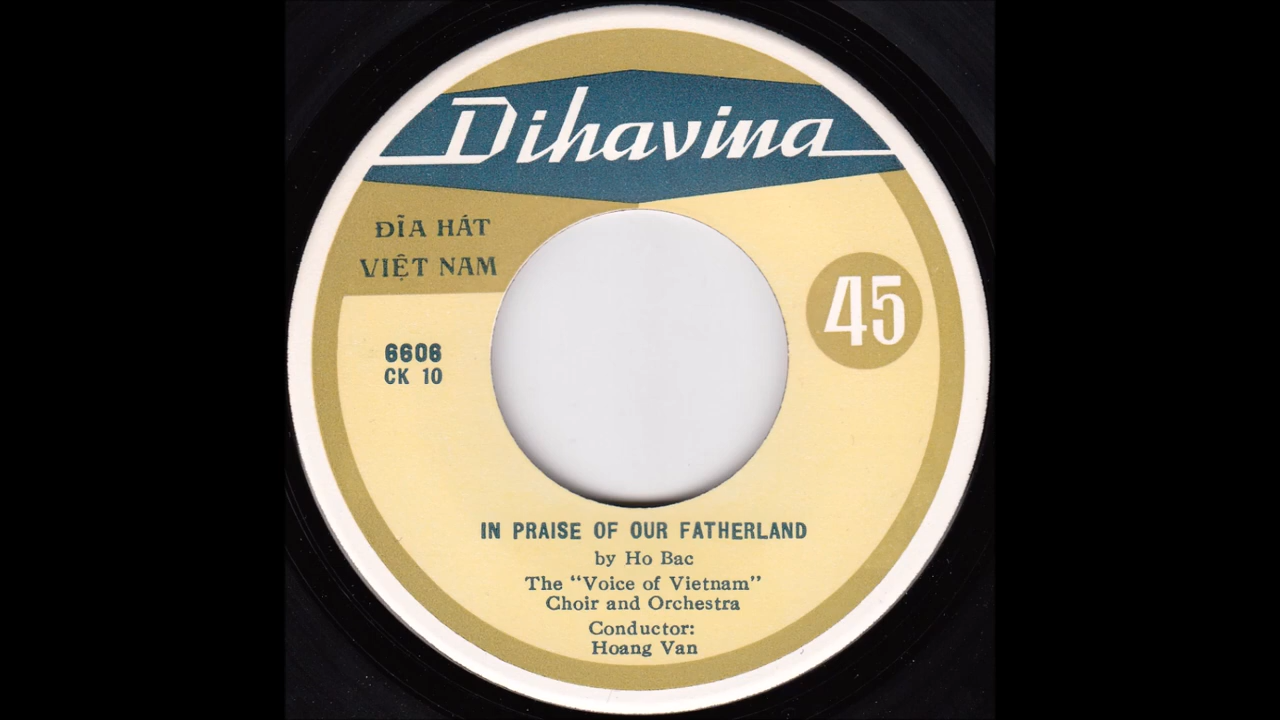 Dihavina
ĐĨA HÁT
VIỆT NAM
45
6606
CK 10
IN PRAISE OF OUR FATHERLAND
by Ho Bac
The “Voice of Vietnam”
Choir and Orchestra
Conductor:
Hoang Van